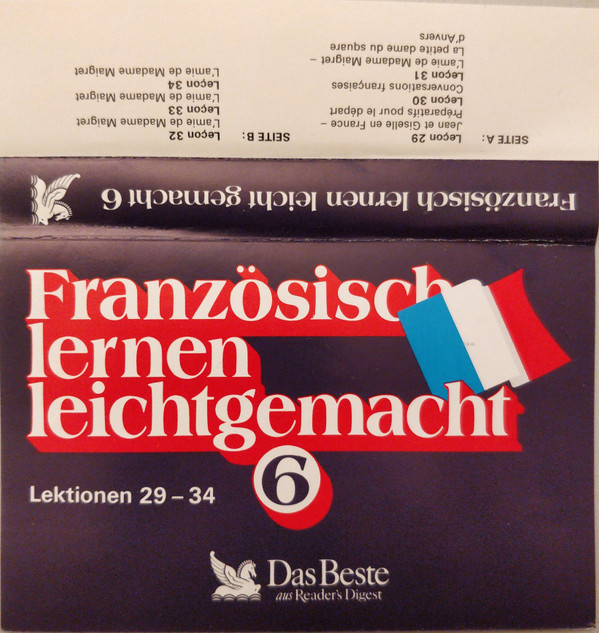 SEITE A: Leçon 29
Jean et Giselle en France –
Préparatifs pour le départ
Leçon 30
Conversations françaises
Leçon 31
L'amie de Madame Maigret –
La petite dame du square
d'Anvers
SEITE B: Leçon 32
L'amie de Madame Maigret
Leçon 33
L'amie de Madame Maigret
Leçon 34
L'amie de Madame Maigret
Französisch lernen leicht gemacht 6
Französisch
lernen
leichtgemacht
6
Lektionen 29 – 34
Das Beste
aus Reader's Digest